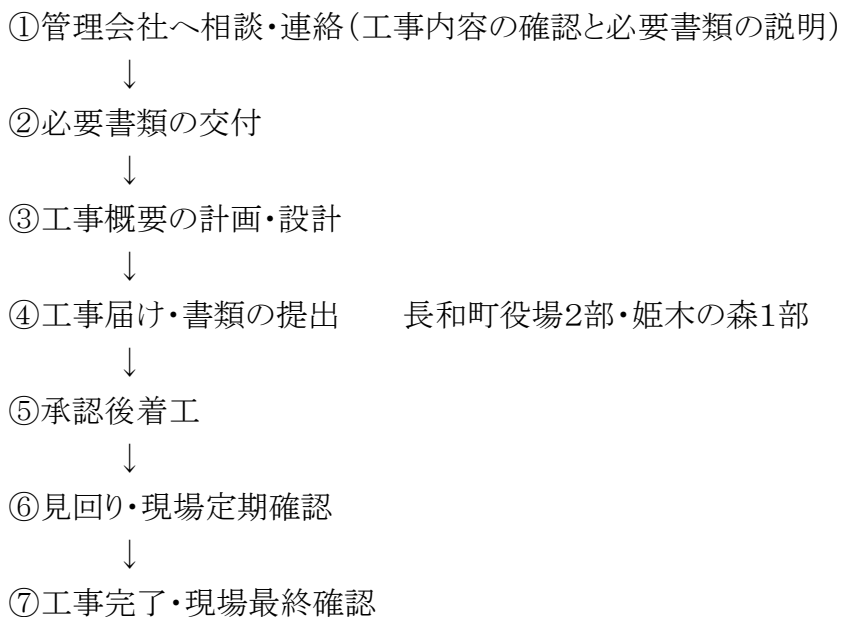 ①管理会社へ相談・連絡（工事内容の確認と必要書類の説明）
↓
②必要書類の交付
↓
③工事概要の計画・設計
↓
④工事届け・書類の提出　　長和町役場2部・姫木の森1部
↓
⑤承認後着工
↓
⑥見回り・現場定期確認
↓
⑦工事完了・現場最終確認